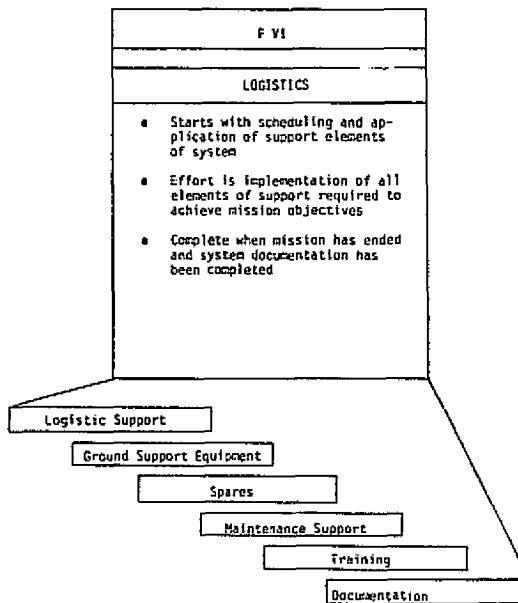 F VI
LOGISTICS
• Starts with scheduling and ap-
plication of support elements
of system
• Effort is implementation of all
elements of support required to
achieve mission objectives
• Complete when mission has ended
and system documentation has
been completed
Logistic Support
Ground Support Equipment
Spares
Maintenance Support
Training
Documentation